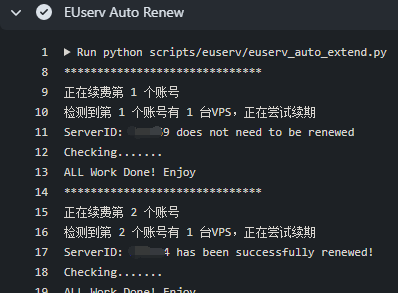 EUserv Auto Renew
1 Run python scripts/euserv/euserv_auto_extend.py
8 ******************************
9 正在续费第 1 个账号
10 检测到第 1 个账号有 1 台VPS，正在尝试续期
11 ServerID: 9 does not need to be renewed
12 Checking.......
13 ALL Work Done! Enjoy
14 ******************************
15 正在续费第 2 个账号
16 检测到第 2 个账号有 1 台VPS，正在尝试续期
17 ServerID: 4 has been successfully renewed!
18 Checking.......
19 ALL Work Done! Enjoy